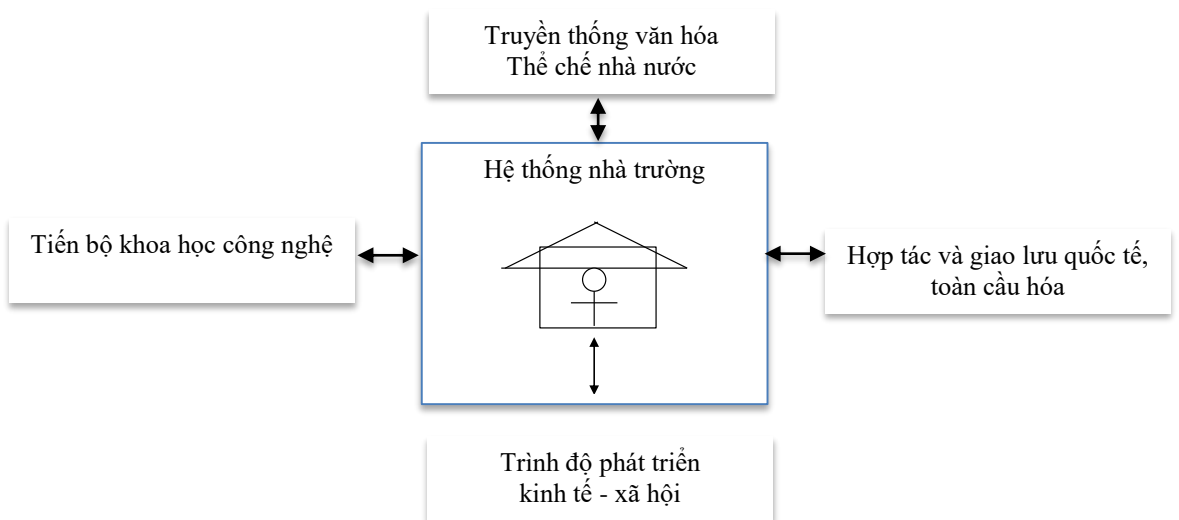 Truyền thống văn hóa
Thể chế nhà nước
Hệ thống nhà trường
Tiến bộ khoa học công nghệ
Hợp tác và giao lưu quốc tế,
toàn cầu hóa
Trình độ phát triển
kinh tế - xã hội